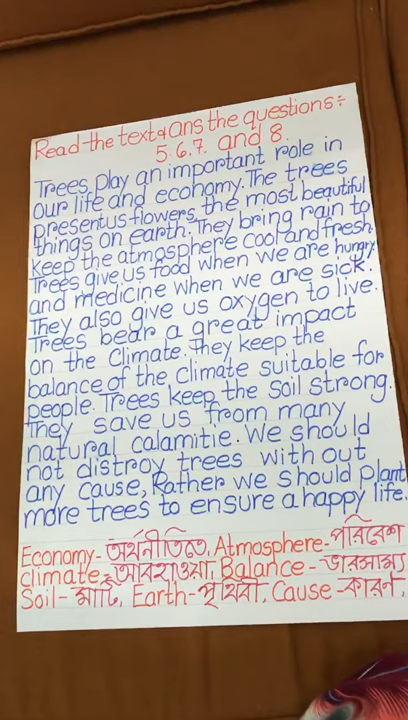 Read the text & ans the questions÷
5.6.7. and 8.
Trees play an important role in
our life and economy. The trees
present us flowers, the most beautiful
things on earth. They bring rain to
keep the atmosphere cool and fresh.
Trees give us food when we are hungry
and medicine when we are sick.
They also give us oxygen to live.
Trees bear a great impact
on the Climate. They keep the
balance of the Climate suitable for
people. Trees keep the Soil strong.
They save us from many
natural calamitie. We should
not distroy trees with out
any cause, Rather we should plant
more trees to ensure a happy life.
Economy-অর্থনীতিতে, Atmosphere-পরিবেশ
climate-আবহাওয়া, Balance-ভারসাম্য
Soil-মাটি, Earth-পৃথিবী, Cause-কারণ,